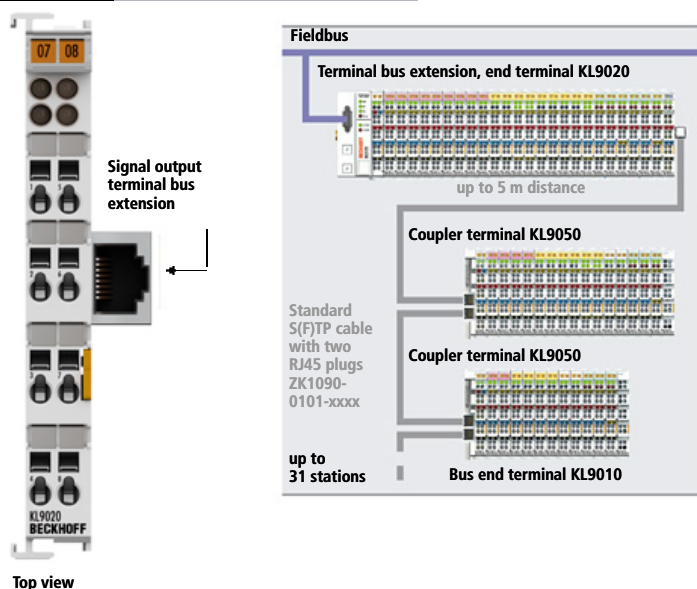 07 08
Signal output
terminal bus
extension
KL9020
BECKHOFF
Top view
Fieldbus
Terminal bus extension, end terminal KL9020
up to 5 m distance
Coupler terminal KL9050
Standard
S(F)TP cable
with two
RJ45 plugs
ZK1090-
0101-xxxx
Coupler terminal KL9050
up to
31 stations
Bus end terminal KL9010